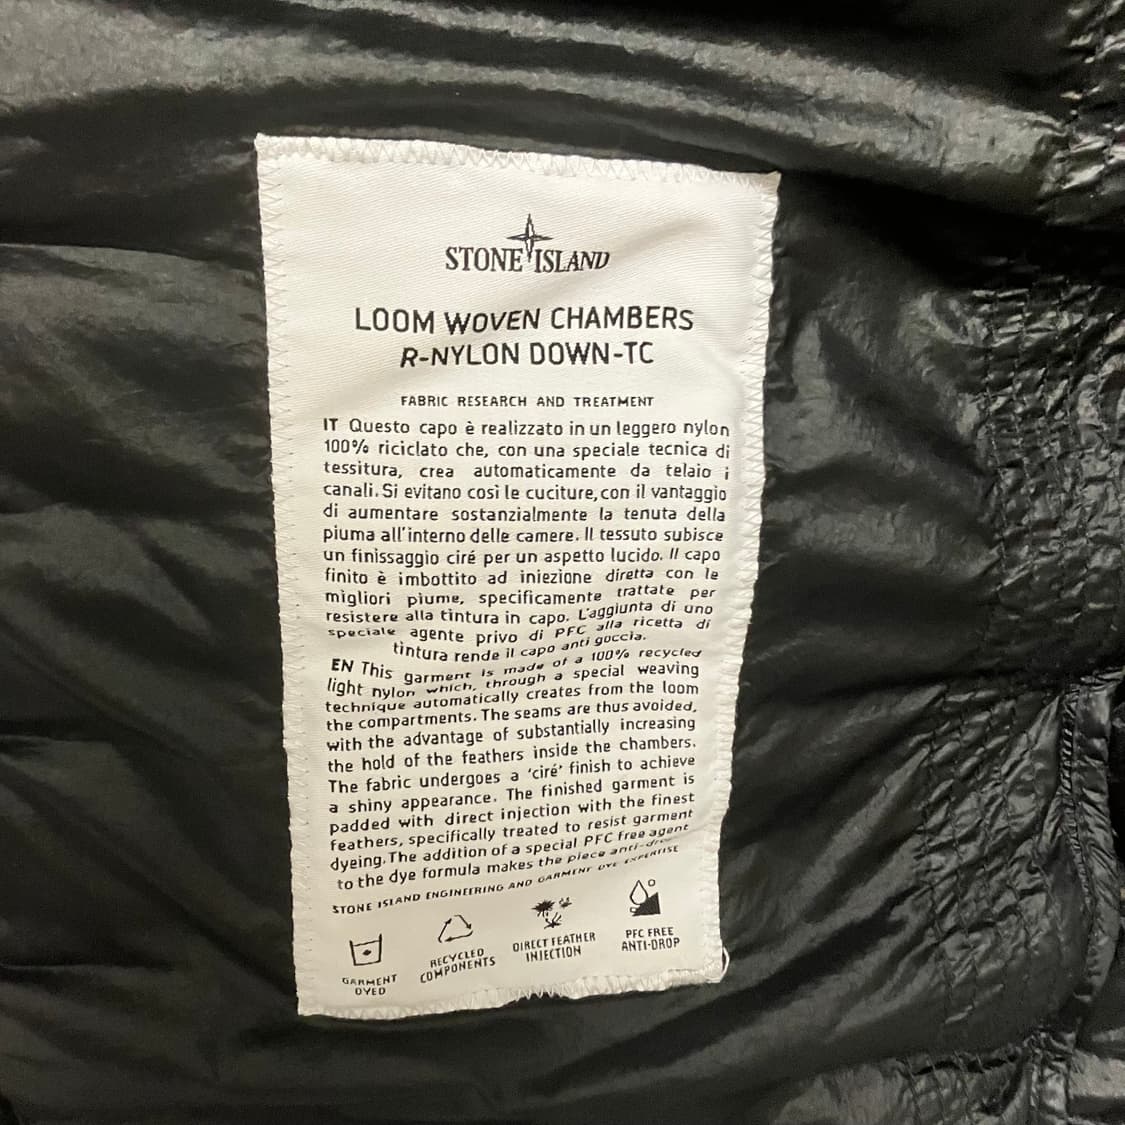 STONE ISLAND
LOOM WOVEN CHAMBERS
R-NYLON DOWN-TC
FABRIC RESEARCH AND TREATMENT
IT Questo capo è realizzato in un leggero nylon
100% riciclato che, con una speciale tecnica di
tessitura, crea automaticamente da telaio i
canali. Si evitano così le cuciture, con il vantaggio
di aumentare sostanzialmente la tenuta della
piuma all'interno delle camere. Il tessuto subisce
un finissaggio ciré per un aspetto lucido. Il capo
finito è imbottito ad iniezione diretta con le
migliori piume, specificamente trattate per
resistere alla tintura in capo. L'aggiunta di uno
speciale agente privo di PFC alla ricetta di
tintura rende il capo anti goccia.
EN This garment is made of a 100% recycled
light nylon which, through a special weaving
technique automatically creates from the loom
the compartments. The seams are thus avoided,
with the advantage of substantially increasing
the hold of the feathers inside the chambers.
The fabric undergoes a 'ciré' finish to achieve
a shiny appearance. The finished garment is
padded with direct injection with the finest
feathers, specifically treated to resist garment
dyeing. The addition of a special PFC free agent
to the dye formula makes the piece anti-drop.
STONE ISLAND ENGINEERING AND GARMENT DYE EXPERTISE
GARMENT
DYED
RECYCLED
COMPONENTS
DIRECT FEATHER
INJECTION
PFC FREE
ANTI-DROP